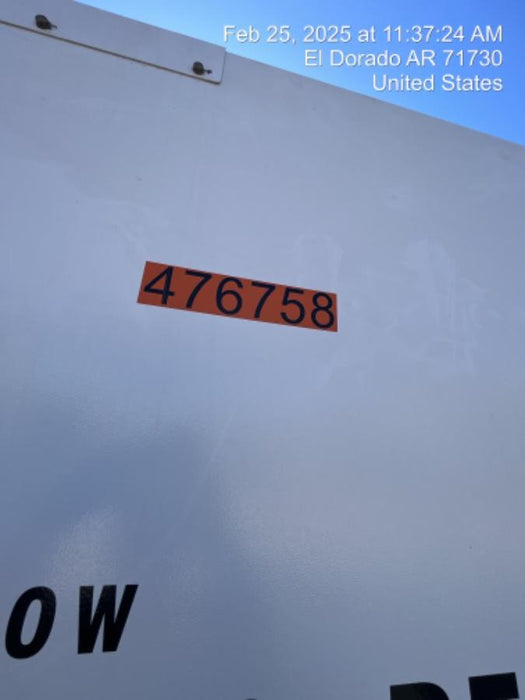 Feb 25, 2025 at 11:37:24 AM
El Dorado AR 71730
United States
476758
OW